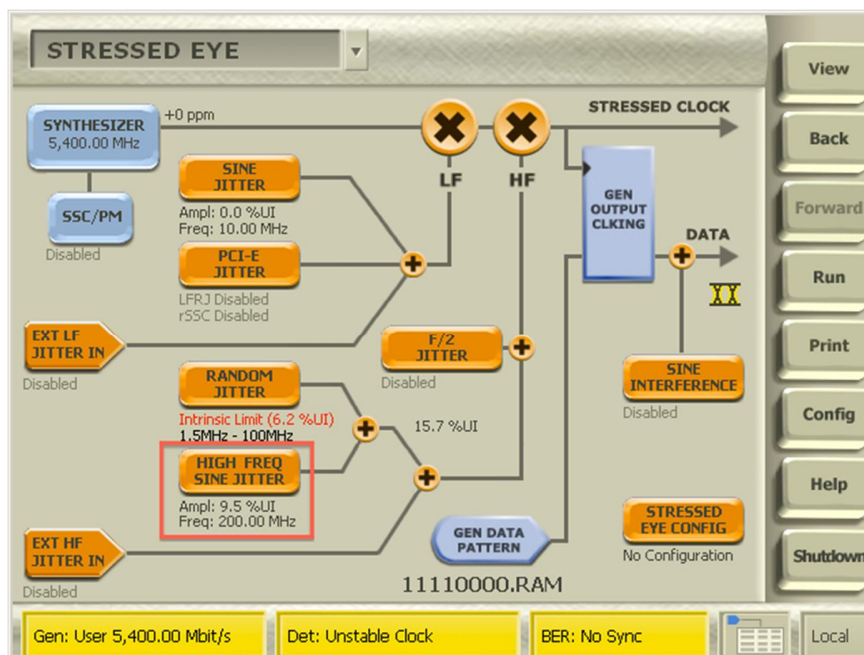 STRESSED EYE
View
Back
Forward
Run
Print
Config
Help
Shutdown
SYNTHESIZER
5,400.00 MHz
+0 ppm
STRESSED CLOCK
LF
HF
SSC/PM
Disabled
SINE
JITTER
Ampl: 0.0 %UI
Freq: 10.00 MHz
GEN
OUTPUT
CLKING
DATA
PCI-E
JITTER
LFRJ Disabled
rSSC Disabled
EXT LF
JITTER IN
Disabled
F/2
JITTER
Disabled
SINE
INTERFERENCE
Disabled
RANDOM
JITTER
Intrinsic Limit (6.2 %UI)
1.5MHz - 100MHz
15.7 %UI
HIGH FREQ
SINE JITTER
Ampl: 9.5 %UI
Freq: 200.00 MHz
EXT HF
JITTER IN
Disabled
GEN DATA
PATTERN
11110000.RAM
STRESSED
EYE CONFIG
No Configuration
Gen: User 5,400.00 Mbit/s
Det: Unstable Clock
BER: No Sync
Local